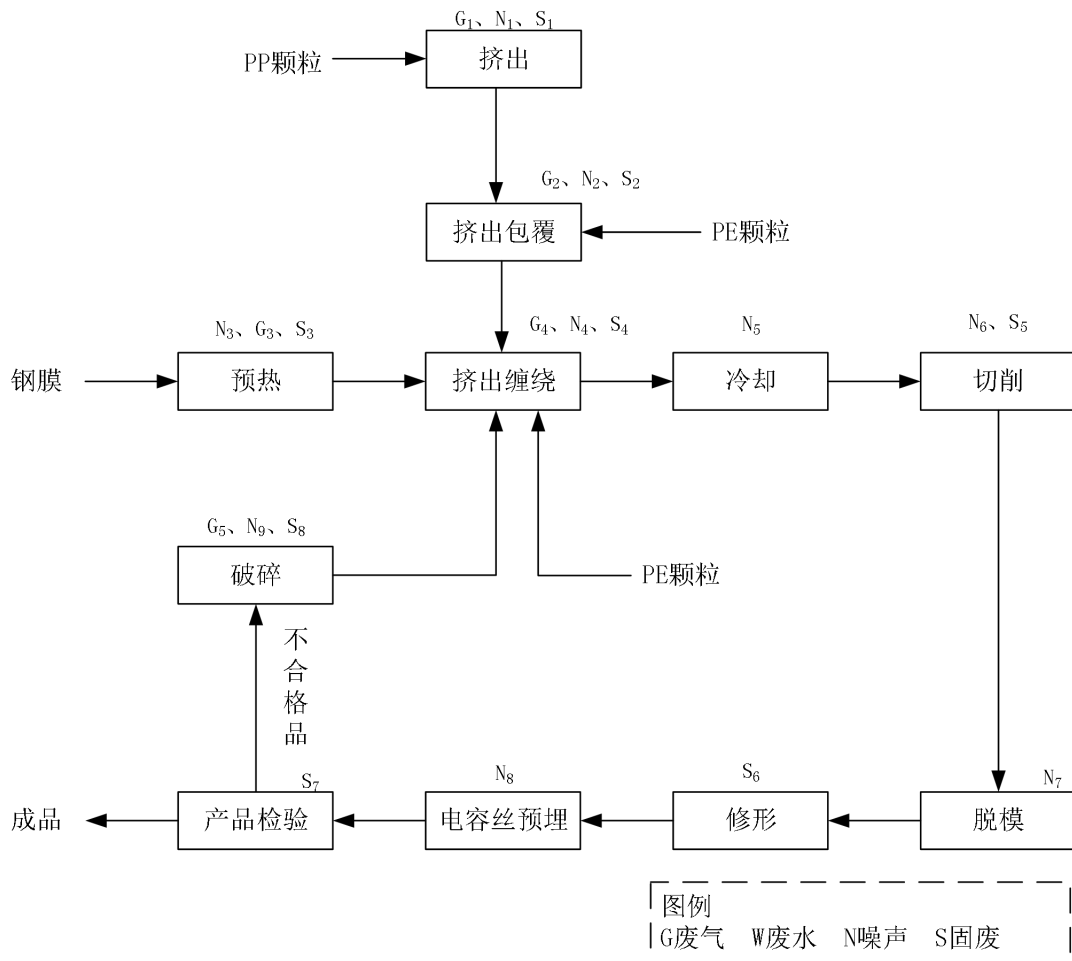 G₁、N₁、S₁
PP颗粒
挤出
G₂、N₂、S₂
挤出包覆
PE颗粒
N₃、G₃、S₃
G₄、N₄、S₄
N₅
N₆、S₅
钢膜
预热
挤出缠绕
冷却
切削
G₅、N₉、S₈
破碎
PE颗粒
不合格品
S₇
N₈
S₆
N₇
成品
产品检验
电容丝预埋
修形
脱模
图例
G废气 W废水 N噪声 S固废